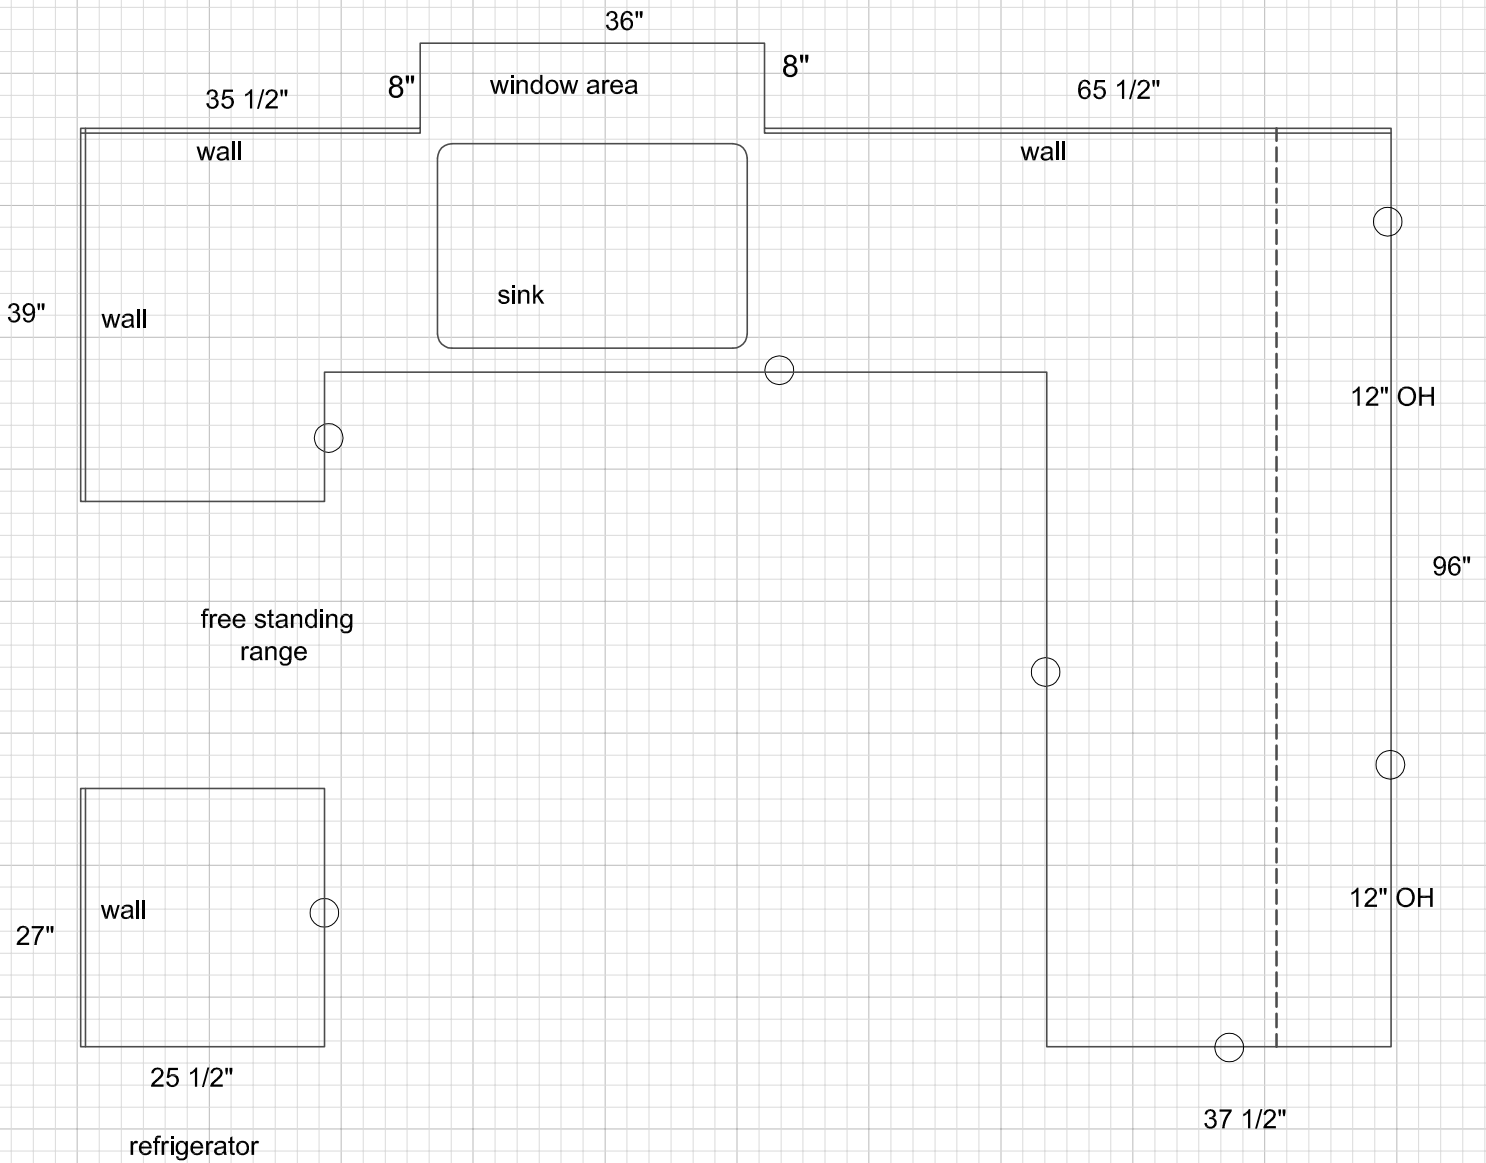 36"
8"
window area
8"
35 1/2"
65 1/2"
wall
wall
sink
39"
wall
12" OH
96"
free standing
range
12" OH
wall
27"
25 1/2"
37 1/2"
refrigerator